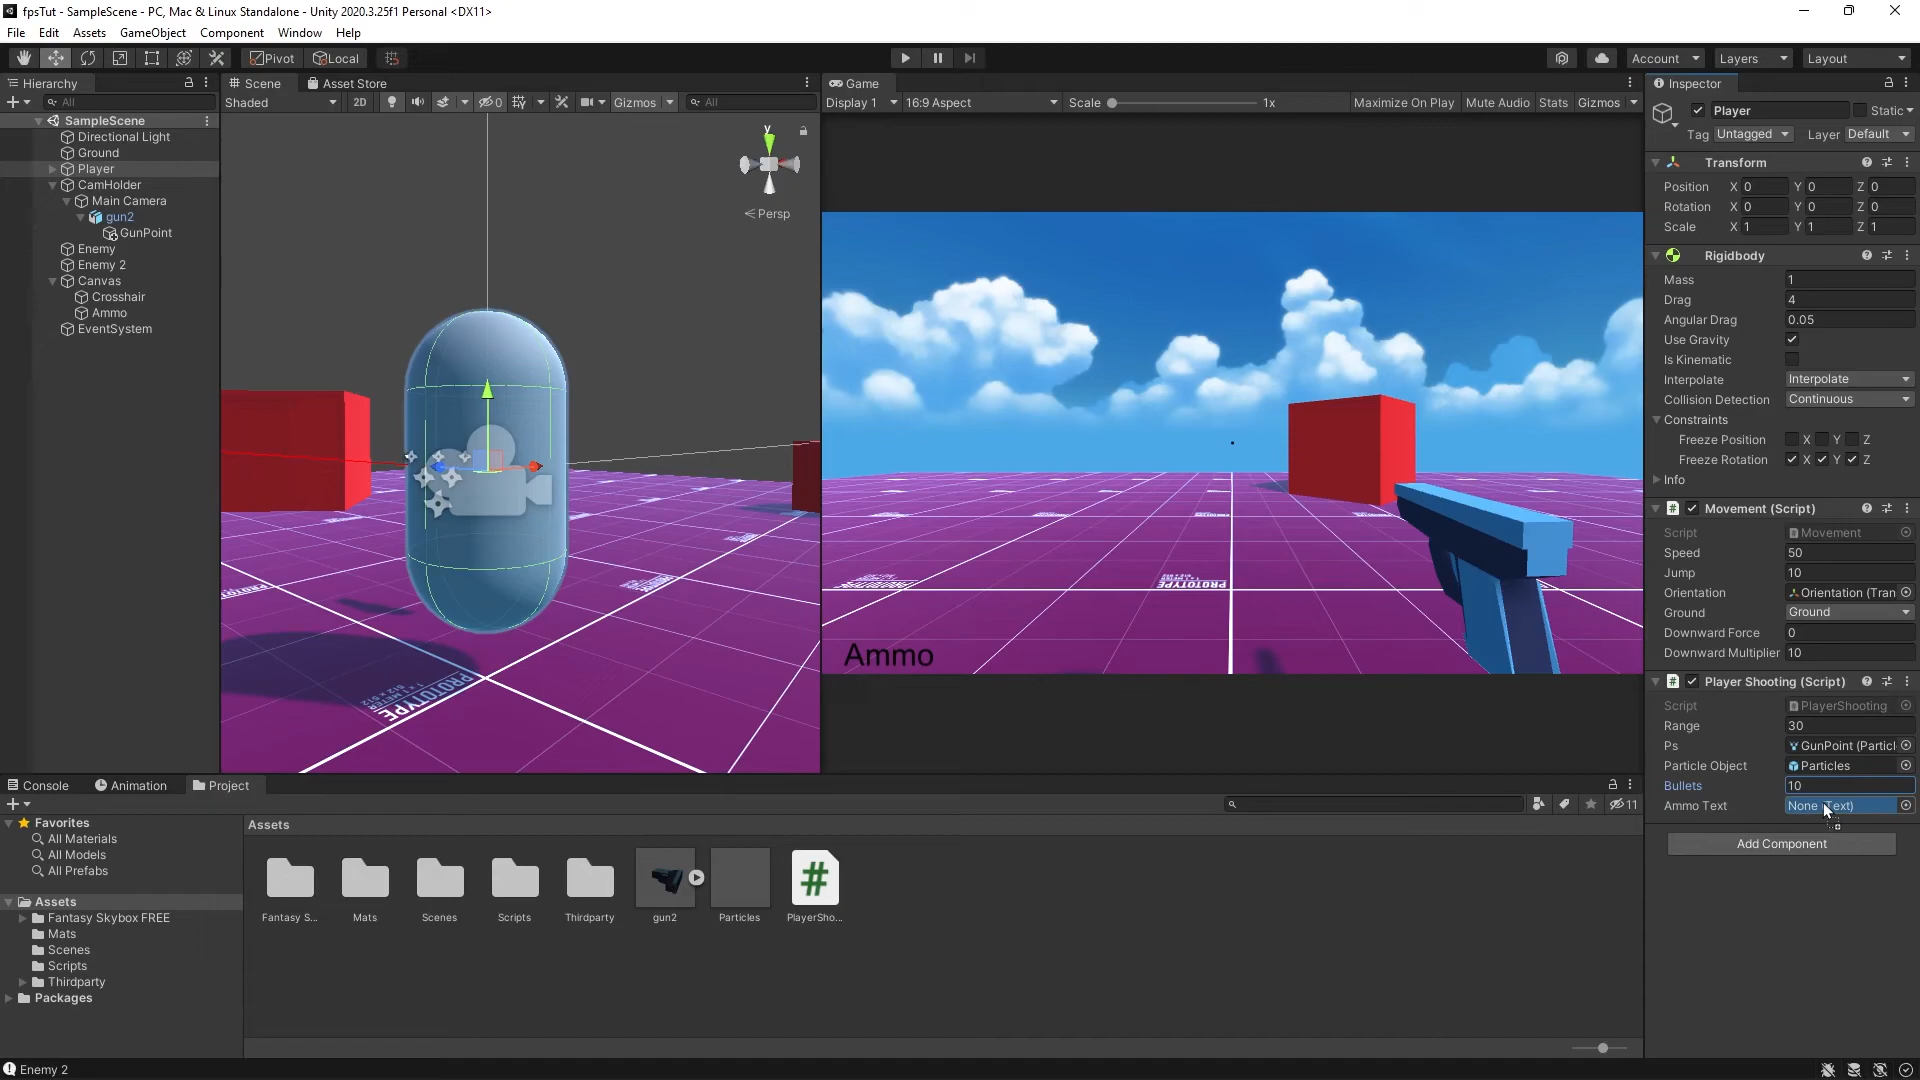 fpsTut - SampleScene - PC, Mac & Linux Standalone - Unity 2020.3.25f1 Personal <DX11>
File Edit Assets GameObject Component Window Help
Pivot Local Account Layers Layout
Hierarchy
All
SampleScene
Directional Light
Ground
Player
CamHolder
Main Camera
gun2
GunPoint
Enemy
Enemy 2
Canvas
Crosshair
Ammo
EventSystem
Scene Asset Store
Shaded 2D 0 Gizmos All
y
Persp
PROTOTYPE
Game
Display 1 16:9 Aspect Scale 1x Maximize On Play Mute Audio Stats Gizmos
PROTOTYPE
Ammo
Inspector
Player Static
Tag Untagged Layer Default
Transform
Position X 0 Y 0 Z 0
Rotation X 0 Y 0 Z 0
Scale X 1 Y 1 Z 1
Rigidbody
Mass 1
Drag 4
Angular Drag 0.05
Use Gravity
Is Kinematic
Interpolate Interpolate
Collision Detection Continuous
Constraints
Freeze Position X Y Z
Freeze Rotation X Y Z
Info
# Movement (Script)
Script Movement
Speed 50
Jump 10
Orientation Orientation (Tran
Ground Ground
Downward Force 0
Downward Multiplier 10
# Player Shooting (Script)
Script PlayerShooting
Range 30
Ps GunPoint (Particl
Particle Object Particles
Bullets 10
Ammo Text None (Text)
Add Component
Console Animation Project
11
Favorites
All Materials
All Models
All Prefabs
Assets
Fantasy Skybox FREE
Mats
Scenes
Scripts
Thirdparty
Packages
Assets
#
Fantasy S... Mats Scenes Scripts Thirdparty gun2 Particles PlayerSho...
Enemy 2